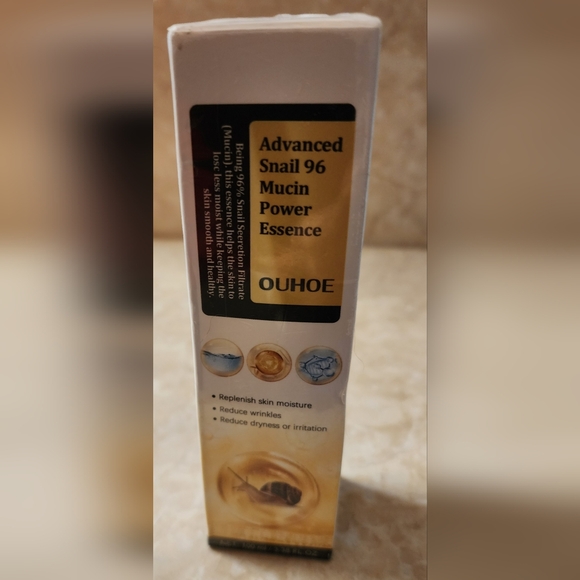 Advanced
Snail 96
Mucin
Power
Essence
OUHOE
Being 96% Snail Secretion Filtrate
(Mucin), this essence helps the skin to
losc less moist while keeping the
skin smooth and healthy.
• Replenish skin moisture
• Reduce wrinkles
• Reduce dryness or irritation